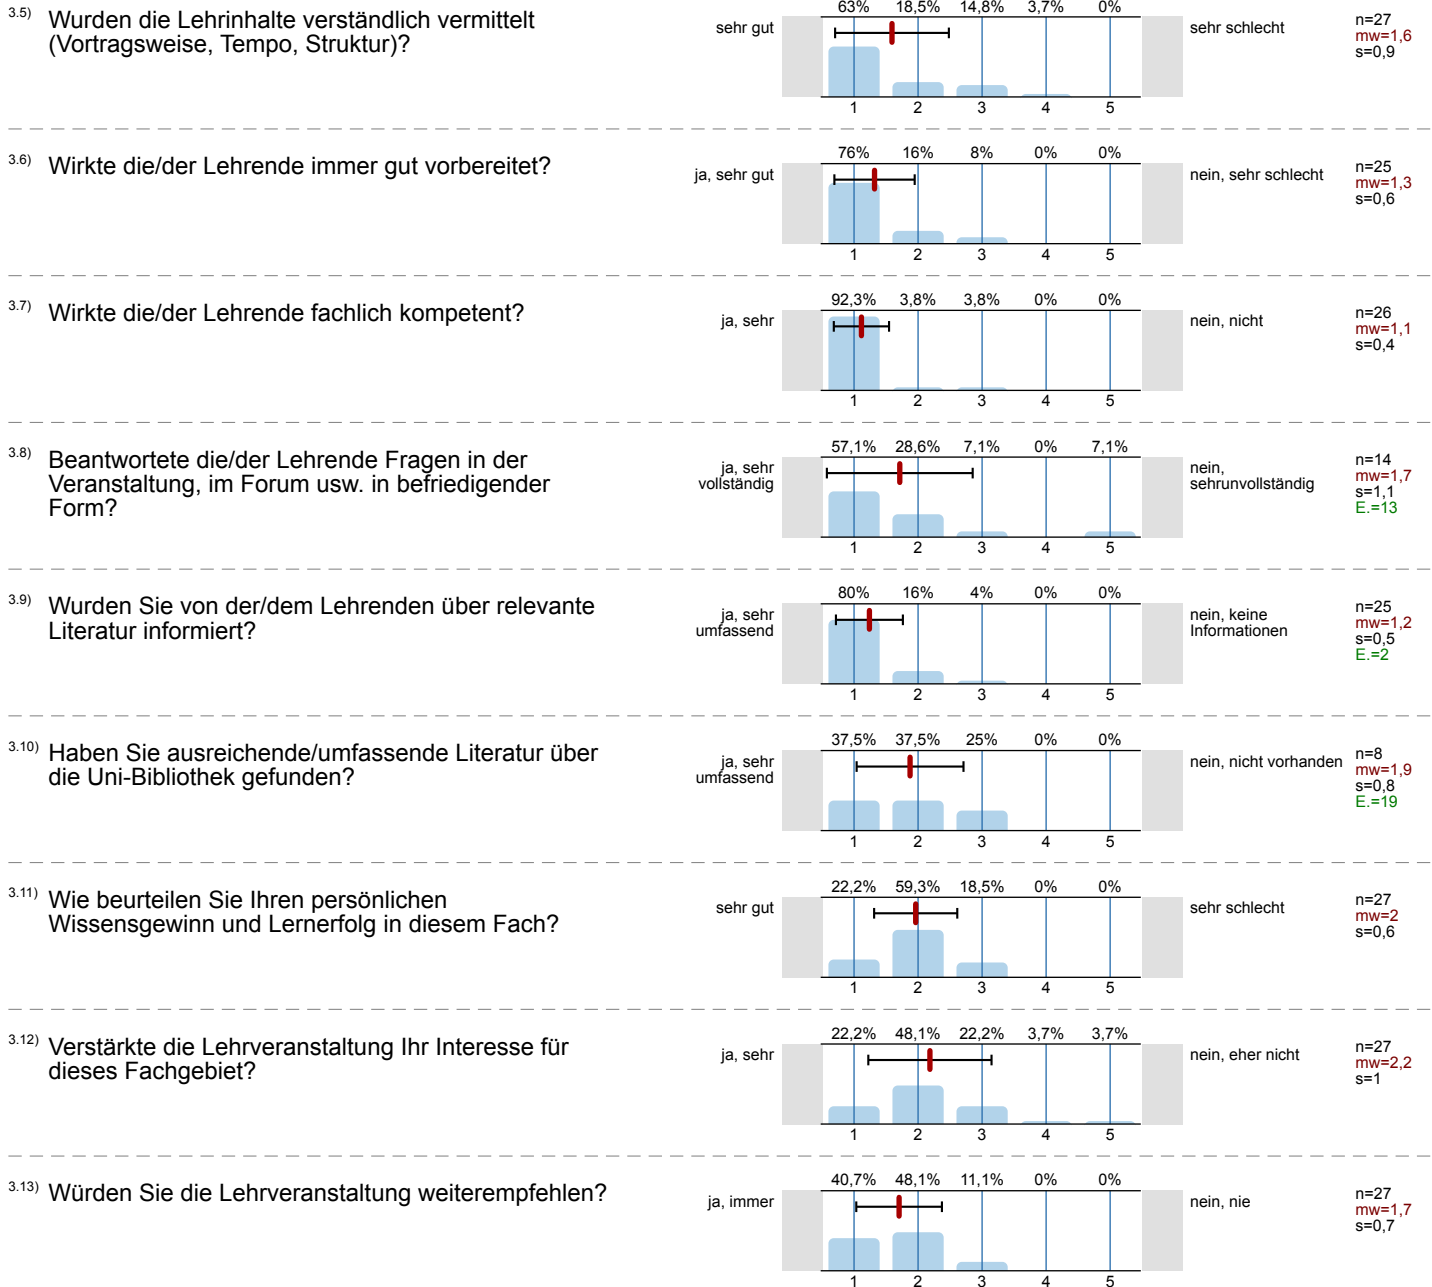 3.5) Wurden die Lehrinhalte verständlich vermittelt
(Vortragsweise, Tempo, Struktur)?
sehr gut
63% 18,5% 14,8% 3,7% 0%
1 2 3 4 5
sehr schlecht
n=27
mw=1,6
s=0,9
3.6) Wirkte die/der Lehrende immer gut vorbereitet?
ja, sehr gut
76% 16% 8% 0% 0%
1 2 3 4 5
nein, sehr schlecht
n=25
mw=1,3
s=0,6
3.7) Wirkte die/der Lehrende fachlich kompetent?
ja, sehr
92,3% 3,8% 3,8% 0% 0%
1 2 3 4 5
nein, nicht
n=26
mw=1,1
s=0,4
3.8) Beantwortete die/der Lehrende Fragen in der
Veranstaltung, im Forum usw. in befriedigender
Form?
ja, sehr
vollständig
57,1% 28,6% 7,1% 0% 7,1%
1 2 3 4 5
nein,
sehrunvollständig
n=14
mw=1,7
s=1,1
E.=13
3.9) Wurden Sie von der/dem Lehrenden über relevante
Literatur informiert?
ja, sehr
umfassend
80% 16% 4% 0% 0%
1 2 3 4 5
nein, keine
Informationen
n=25
mw=1,2
s=0,5
E.=2
3.10) Haben Sie ausreichende/umfassende Literatur über
die Uni-Bibliothek gefunden?
ja, sehr
umfassend
37,5% 37,5% 25% 0% 0%
1 2 3 4 5
nein, nicht vorhanden
n=8
mw=1,9
s=0,8
E.=19
3.11) Wie beurteilen Sie Ihren persönlichen
Wissensgewinn und Lernerfolg in diesem Fach?
sehr gut
22,2% 59,3% 18,5% 0% 0%
1 2 3 4 5
sehr schlecht
n=27
mw=2
s=0,6
3.12) Verstärkte die Lehrveranstaltung Ihr Interesse für
dieses Fachgebiet?
ja, sehr
22,2% 48,1% 22,2% 3,7% 3,7%
1 2 3 4 5
nein, eher nicht
n=27
mw=2,2
s=1
3.13) Würden Sie die Lehrveranstaltung weiterempfehlen?
ja, immer
40,7% 48,1% 11,1% 0% 0%
1 2 3 4 5
nein, nie
n=27
mw=1,7
s=0,7